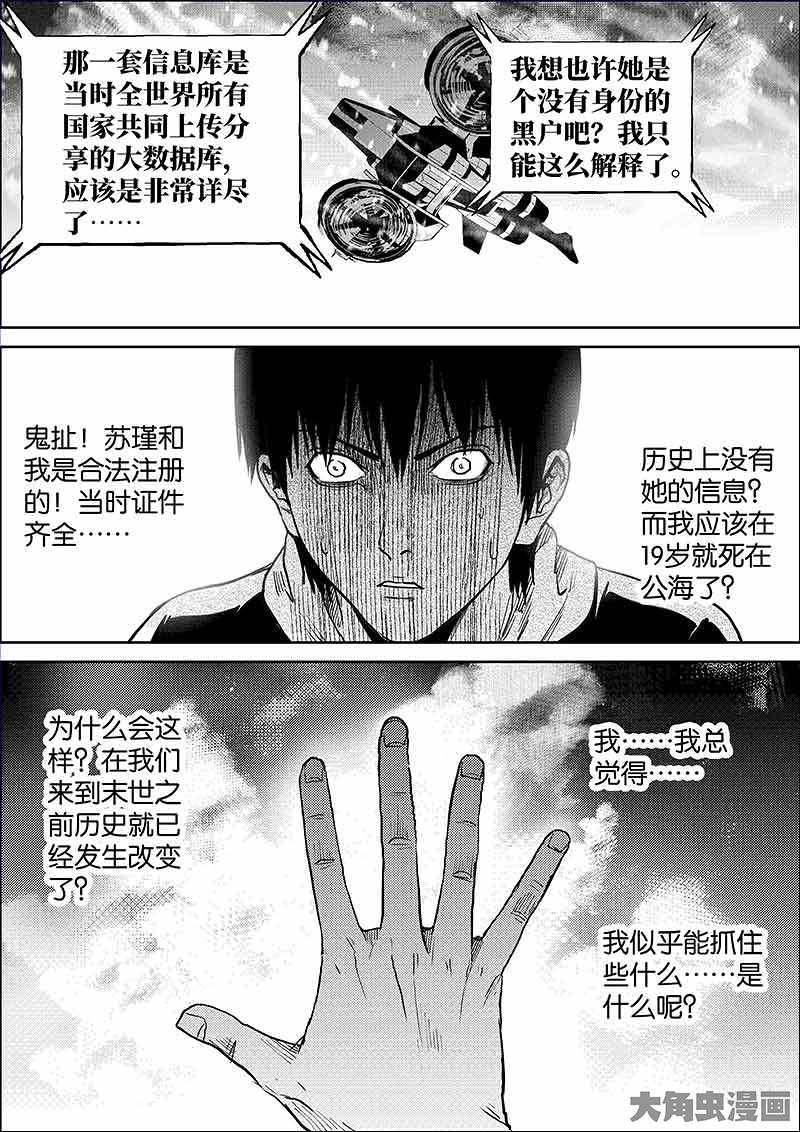 那一套信息库是
当时全世界所有
国家共同上传分
享的大数据库，
应该是非常详尽
了……
我想也许她是
个没有身份的
黑户吧？我只
能这么解释了。
鬼扯！苏瑾和
我是合法注册
的！当时证件
齐全……
历史上没有
她的信息？
而我应该在
19岁就死在
公海了？
为什么会这
样？在我们
来到末世之
前历史就已
经发生改变
了？
我……我总
觉得……
我似乎能抓住
些什么……是
什么呢？
大角虫漫画